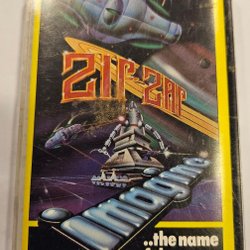 ZIP-ZAP
Imagine
...the name